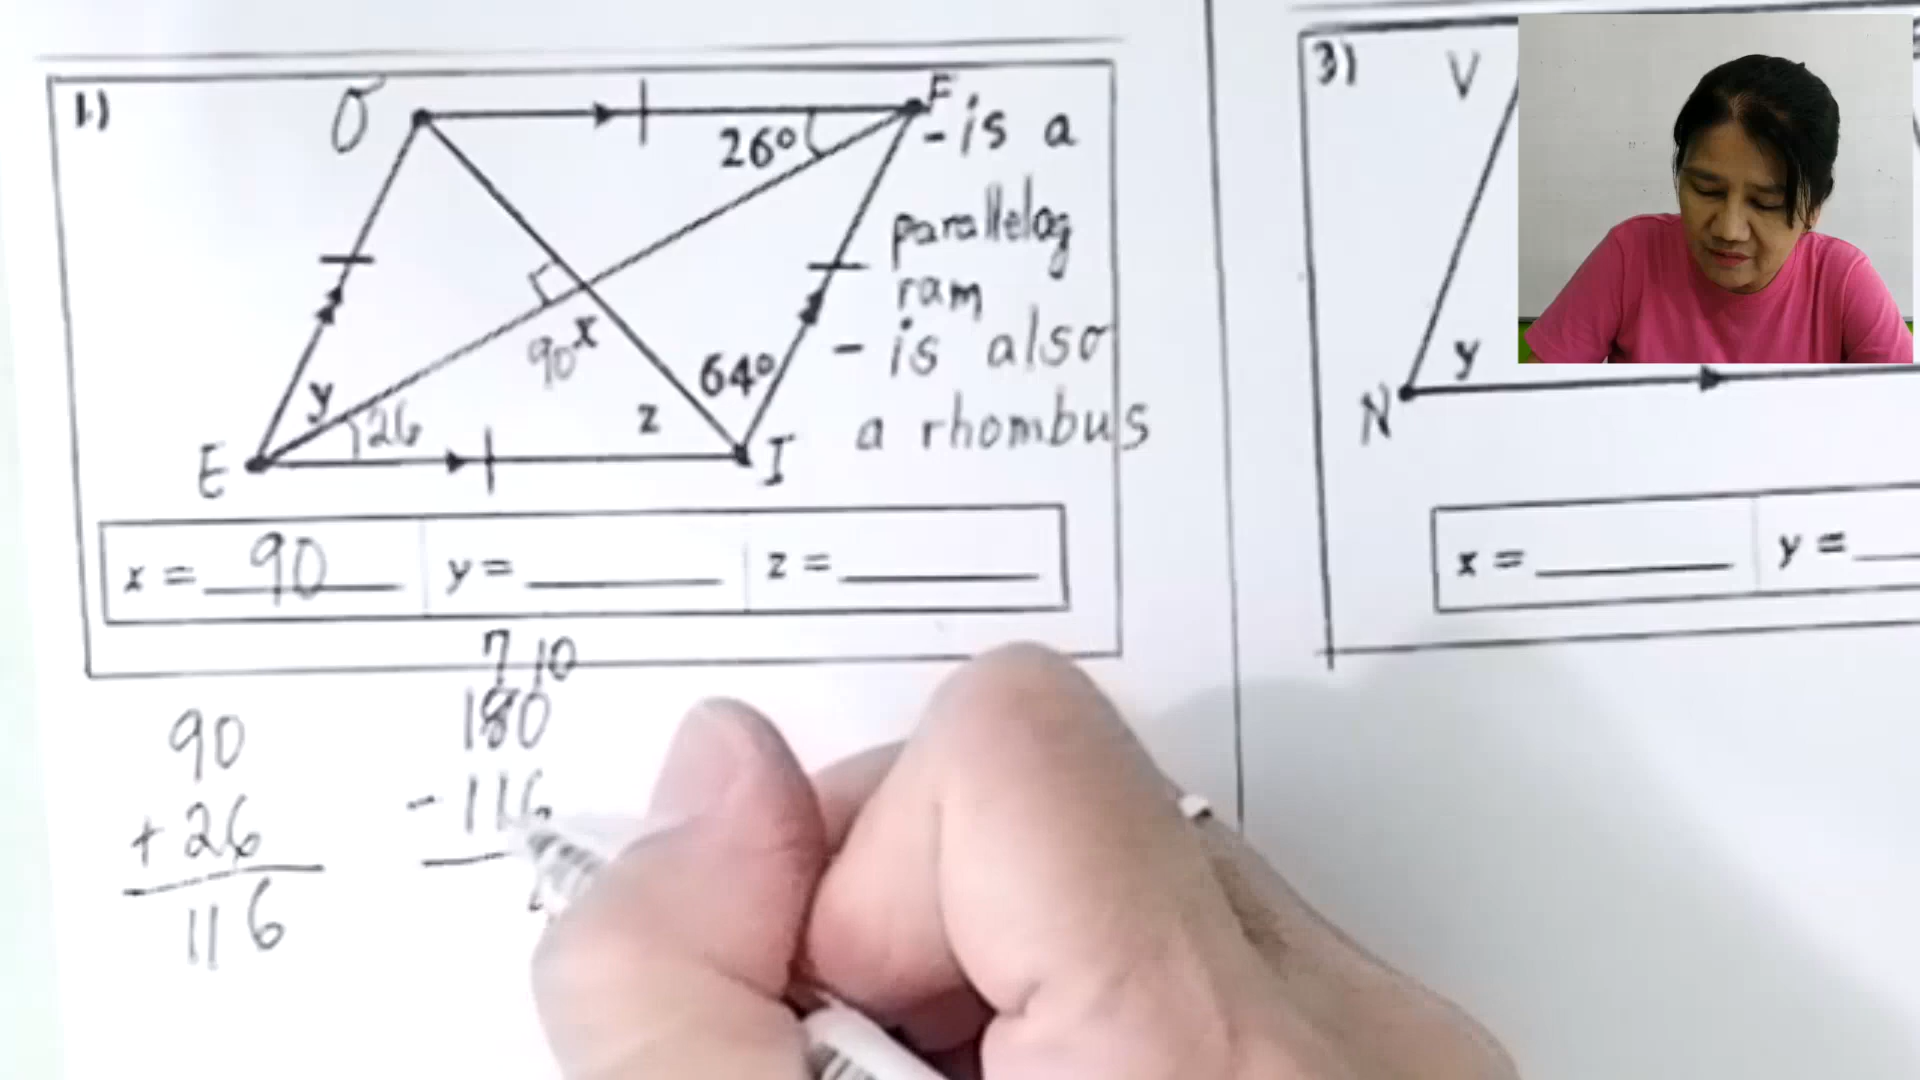 1.)
O
F
26°
- is a
parallelog
ram
- is also
a rhombus
x
90
64°
y
26
z
E
I
x = 90
y =
z =
7 10
90
180
+ 26
- 116
116
3)
V
y
N
x =
y =